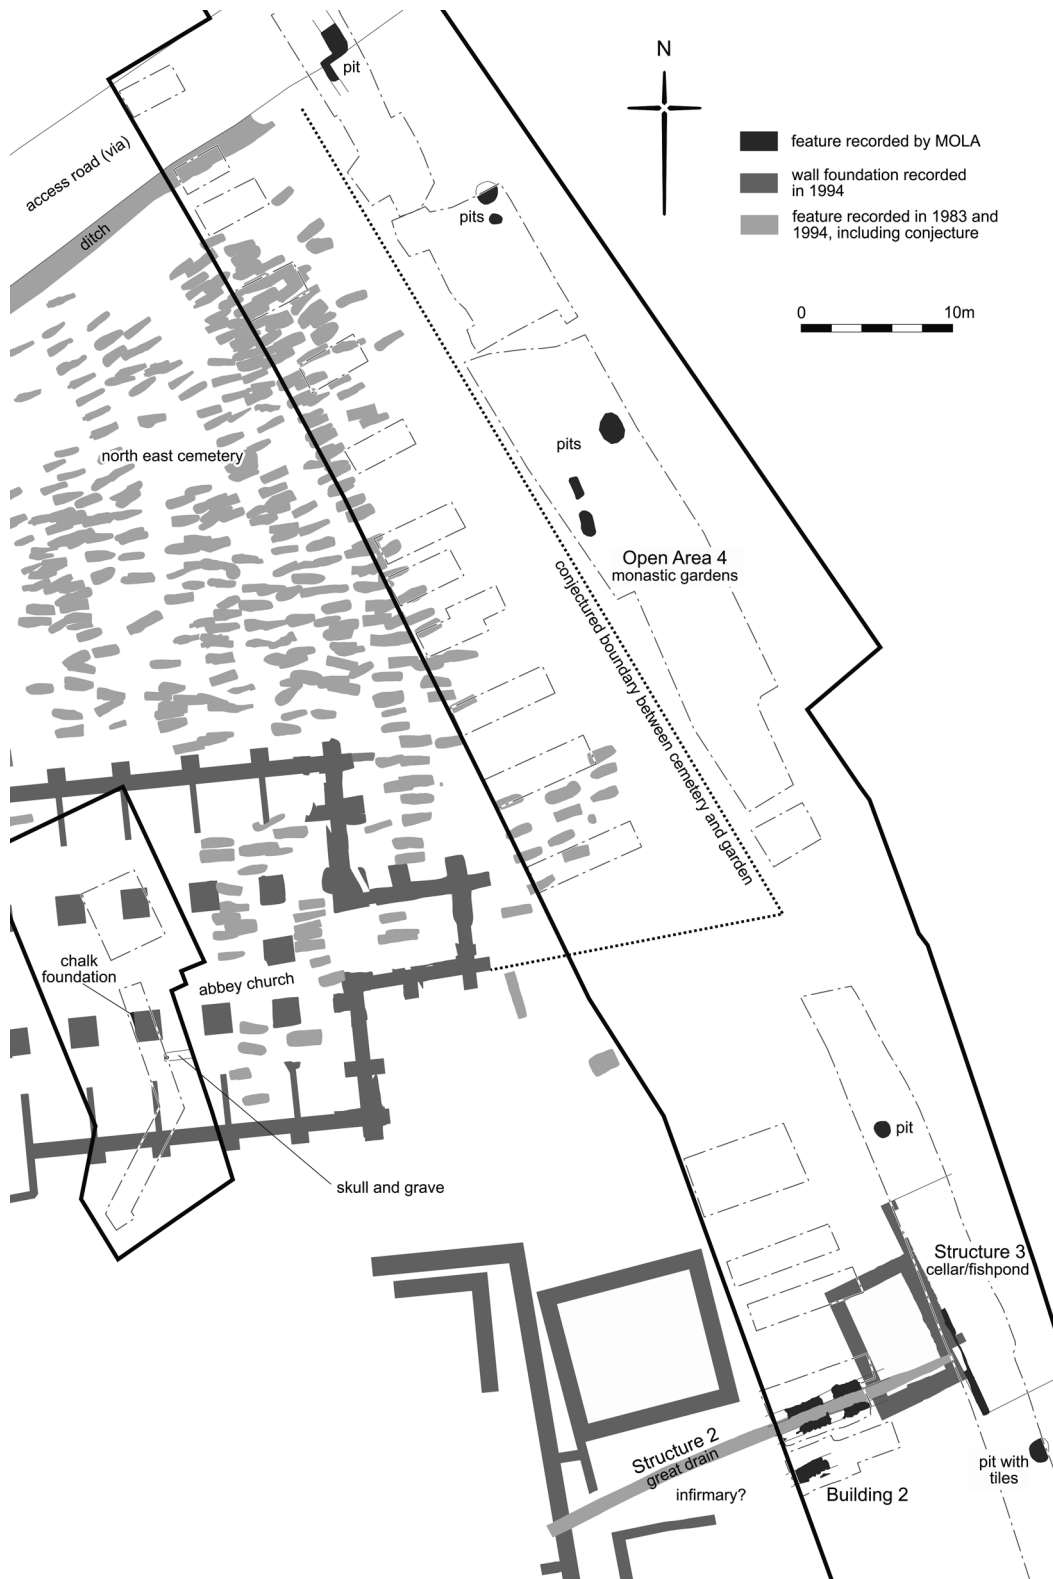 N
pit
feature recorded by MOLA
access road (via)
wall foundation recorded
in 1994
pits
feature recorded in 1983 and
1994, including conjecture
ditch
0 10m
pits
north east cemetery
Open Area 4
monastic gardens
conjectured boundary between cemetery and garden
chalk
foundation
abbey church
pit
skull and grave
Structure 3
cellar/fishpond
Structure 2
great drain
infirmary?
pit with
tiles
Building 2